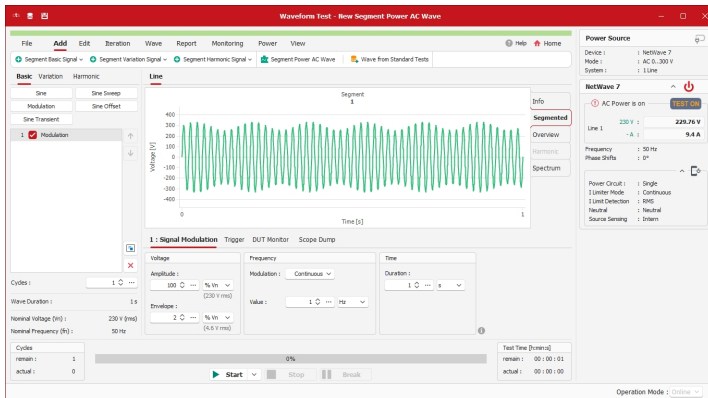 Waveform Test - New Segment Power AC Wave
File Add Edit Iteration Wave Report Monitoring Power View Help Home
Segment Basic Signal Segment Variation Signal Segment Harmonic Signal Segment Power AC Wave Wave from Standard Tests
Basic Variation Harmonic
Sine Sine Sweep
Modulation Sine Offset
Sine Transient
1 Modulation
Cycles : 1
Wave Duration : 1 s
Nominal Voltage (Vn) : 230 V (rms)
Nominal Frequency (fn) : 50 Hz
Line
Segment
1
Voltage [V]
400
300
200
100
0
-100
-200
-300
-400
0 1
Time [s]
Info
Segmented
Overview
Harmonic
Spectrum
1 : Signal Modulation Trigger DUT Monitor Scope Dump
Voltage
Amplitude :
100 % Vn
(230 V rms)
Envelope :
2 % Vn
(4.6 V rms)
Frequency
Modulation : Continuous
Value : 1 Hz
Time
Duration :
1 s
Cycles
remain : 1
actual : 0
0%
Start Stop Break
Test Time [h:min:s]
remain : 00 : 00 : 01
actual : 00 : 00 : 00
Power Source
Device : NetWave 7
Mode : AC 0...300 V
System : 1 Line
NetWave 7
AC Power is on TEST ON
Line 1
230 V : 229.76 V
- A : 9.4 A
Frequency : 50 Hz
Phase Shifts : 0°
Power Circuit : Single
I Limiter Mode : Continuous
I Limit Detection : RMS
Neutral : Neutral
Source Sensing : Intern
Operation Mode : Online